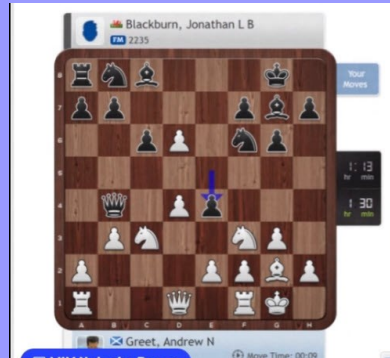 Blackburn, Jonathan L B
FM 2235
Your
Moves
8
7
6
5
4
3
2
1
A B C D E F G H
1: 13
hr min
1 30
hr min
Greet, Andrew N
Move Time: 00:09